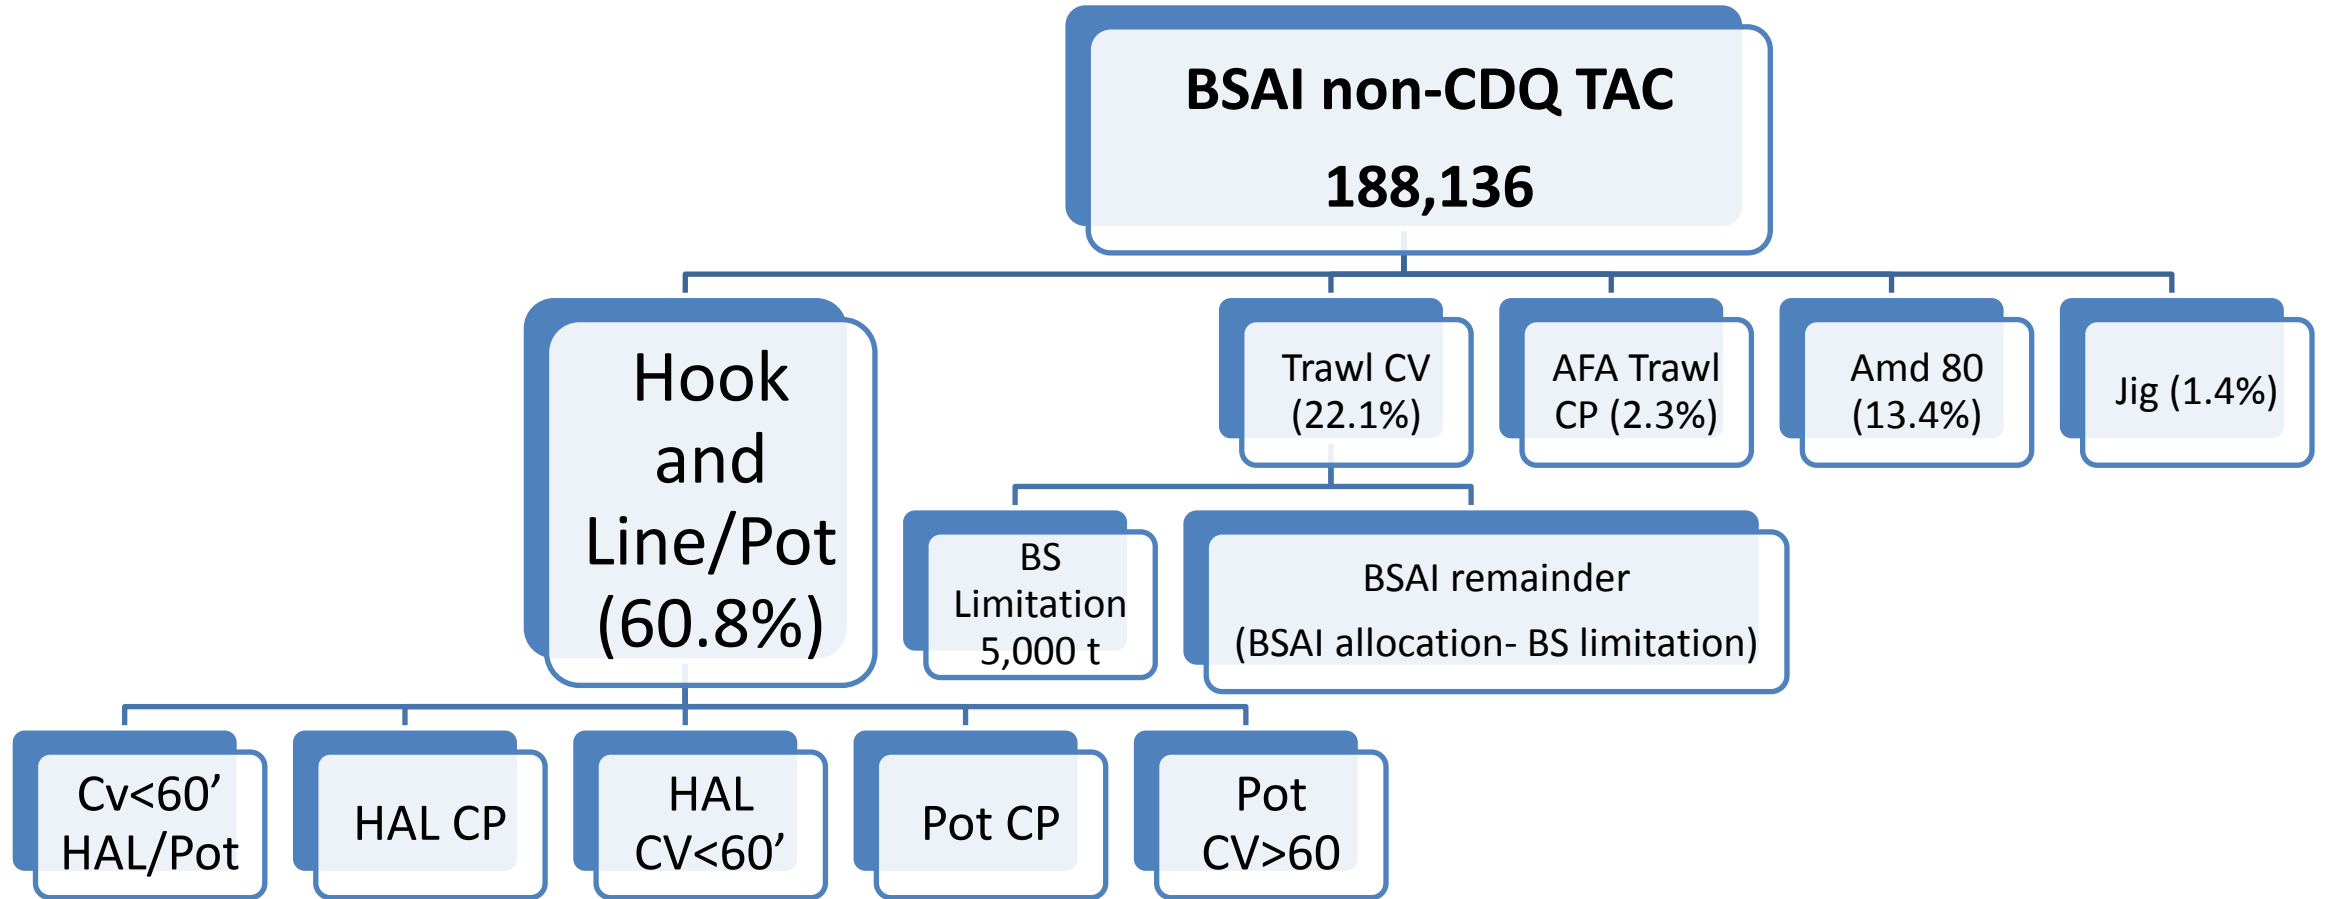 BSAI non-CDQ TAC
188,136
Hook
and
Line/Pot
(60.8%)
Trawl CV
(22.1%)
AFA Trawl
CP (2.3%)
Amd 80
(13.4%)
Jig (1.4%)
BS
Limitation
5,000 t
BSAI remainder
(BSAI allocation- BS limitation)
Cv<60’
HAL/Pot
HAL CP
HAL
CV<60’
Pot CP
Pot
CV>60